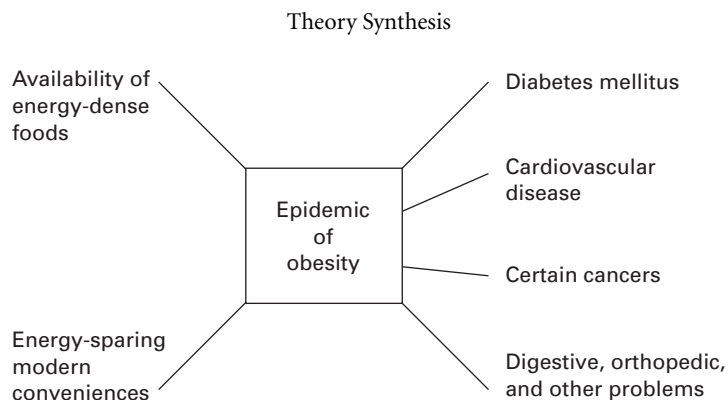 Theory Synthesis
Availability of
energy-dense
foods
Energy-sparing
modern
conveniences
Epidemic
of
obesity
Diabetes mellitus
Cardiovascular
disease
Certain cancers
Digestive, orthopedic,
and other problems